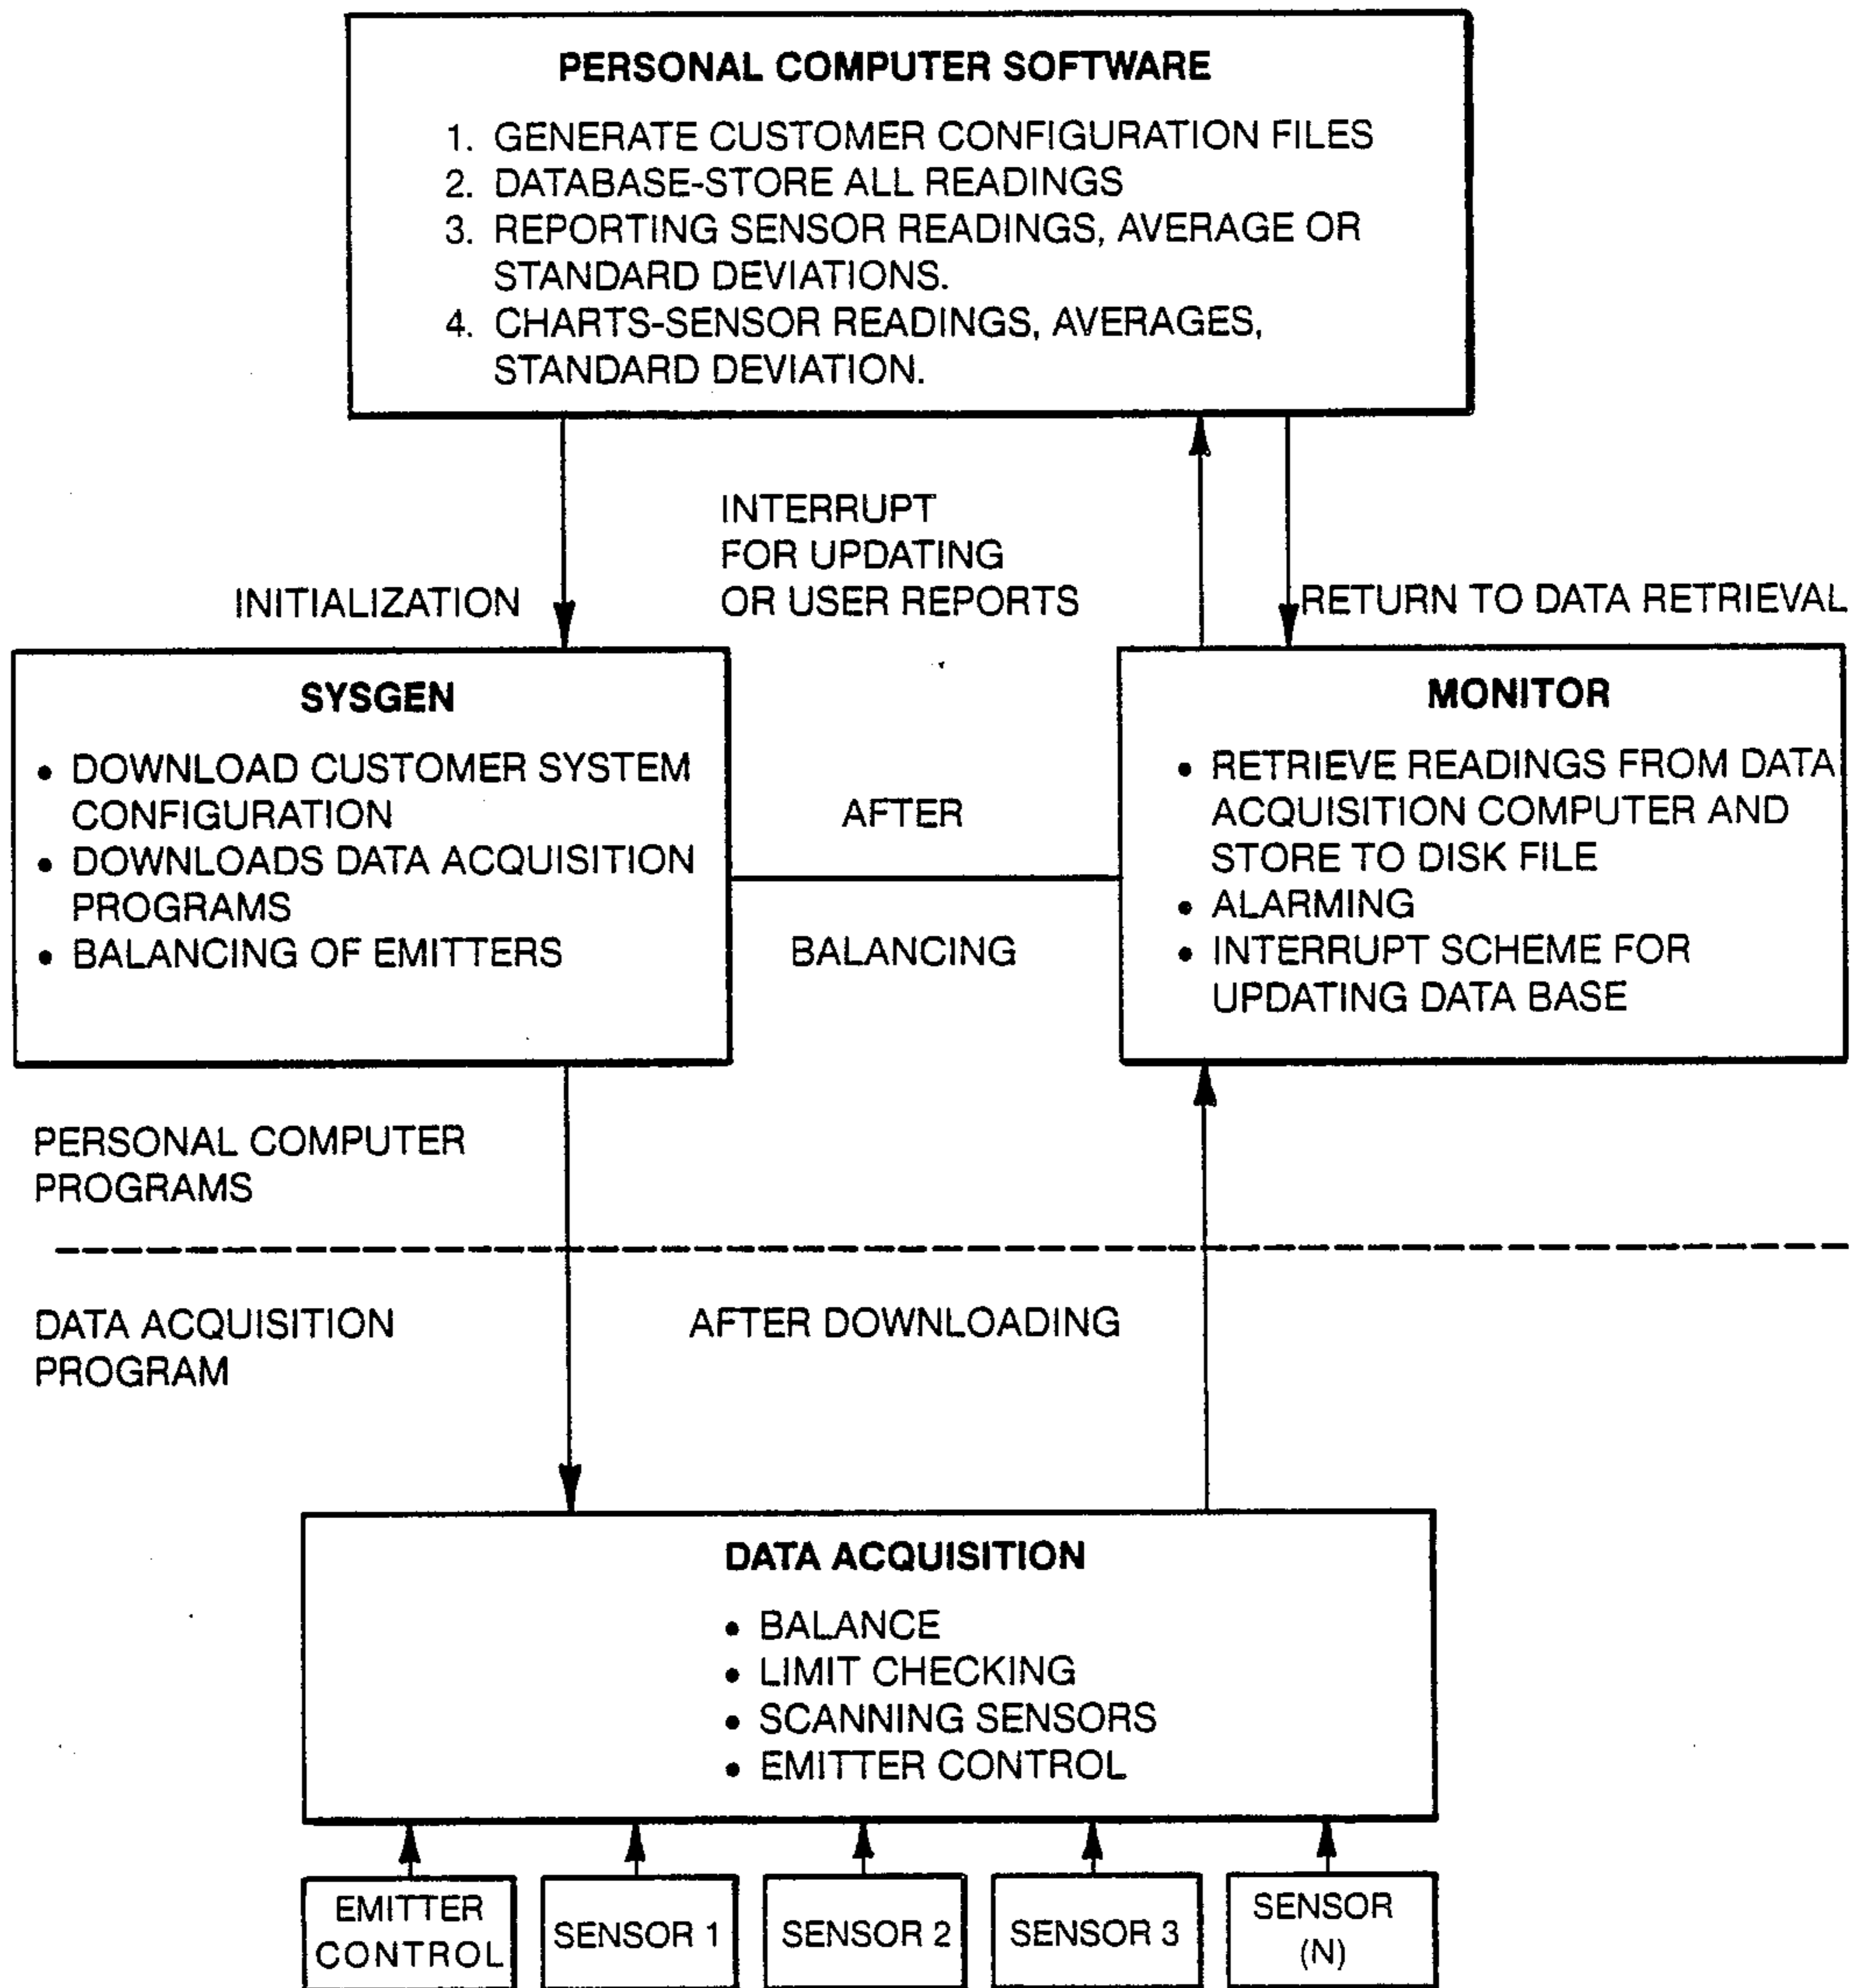 PERSONAL COMPUTER SOFTWARE
1. GENERATE CUSTOMER CONFIGURATION FILES
2. DATABASE-STORE ALL READINGS
3. REPORTING SENSOR READINGS, AVERAGE OR
STANDARD DEVIATIONS.
4. CHARTS-SENSOR READINGS, AVERAGES,
STANDARD DEVIATION.
INITIALIZATION
INTERRUPT
FOR UPDATING
OR USER REPORTS
RETURN TO DATA RETRIEVAL
SYSGEN
• DOWNLOAD CUSTOMER SYSTEM
CONFIGURATION
• DOWNLOADS DATA ACQUISITION
PROGRAMS
• BALANCING OF EMITTERS
AFTER
BALANCING
MONITOR
• RETRIEVE READINGS FROM DATA
ACQUISITION COMPUTER AND
STORE TO DISK FILE
• ALARMING
• INTERRUPT SCHEME FOR
UPDATING DATA BASE
PERSONAL COMPUTER
PROGRAMS
DATA ACQUISITION
PROGRAM
AFTER DOWNLOADING
DATA ACQUISITION
• BALANCE
• LIMIT CHECKING
• SCANNING SENSORS
• EMITTER CONTROL
EMITTER
CONTROL
SENSOR 1
SENSOR 2
SENSOR 3
SENSOR
(N)